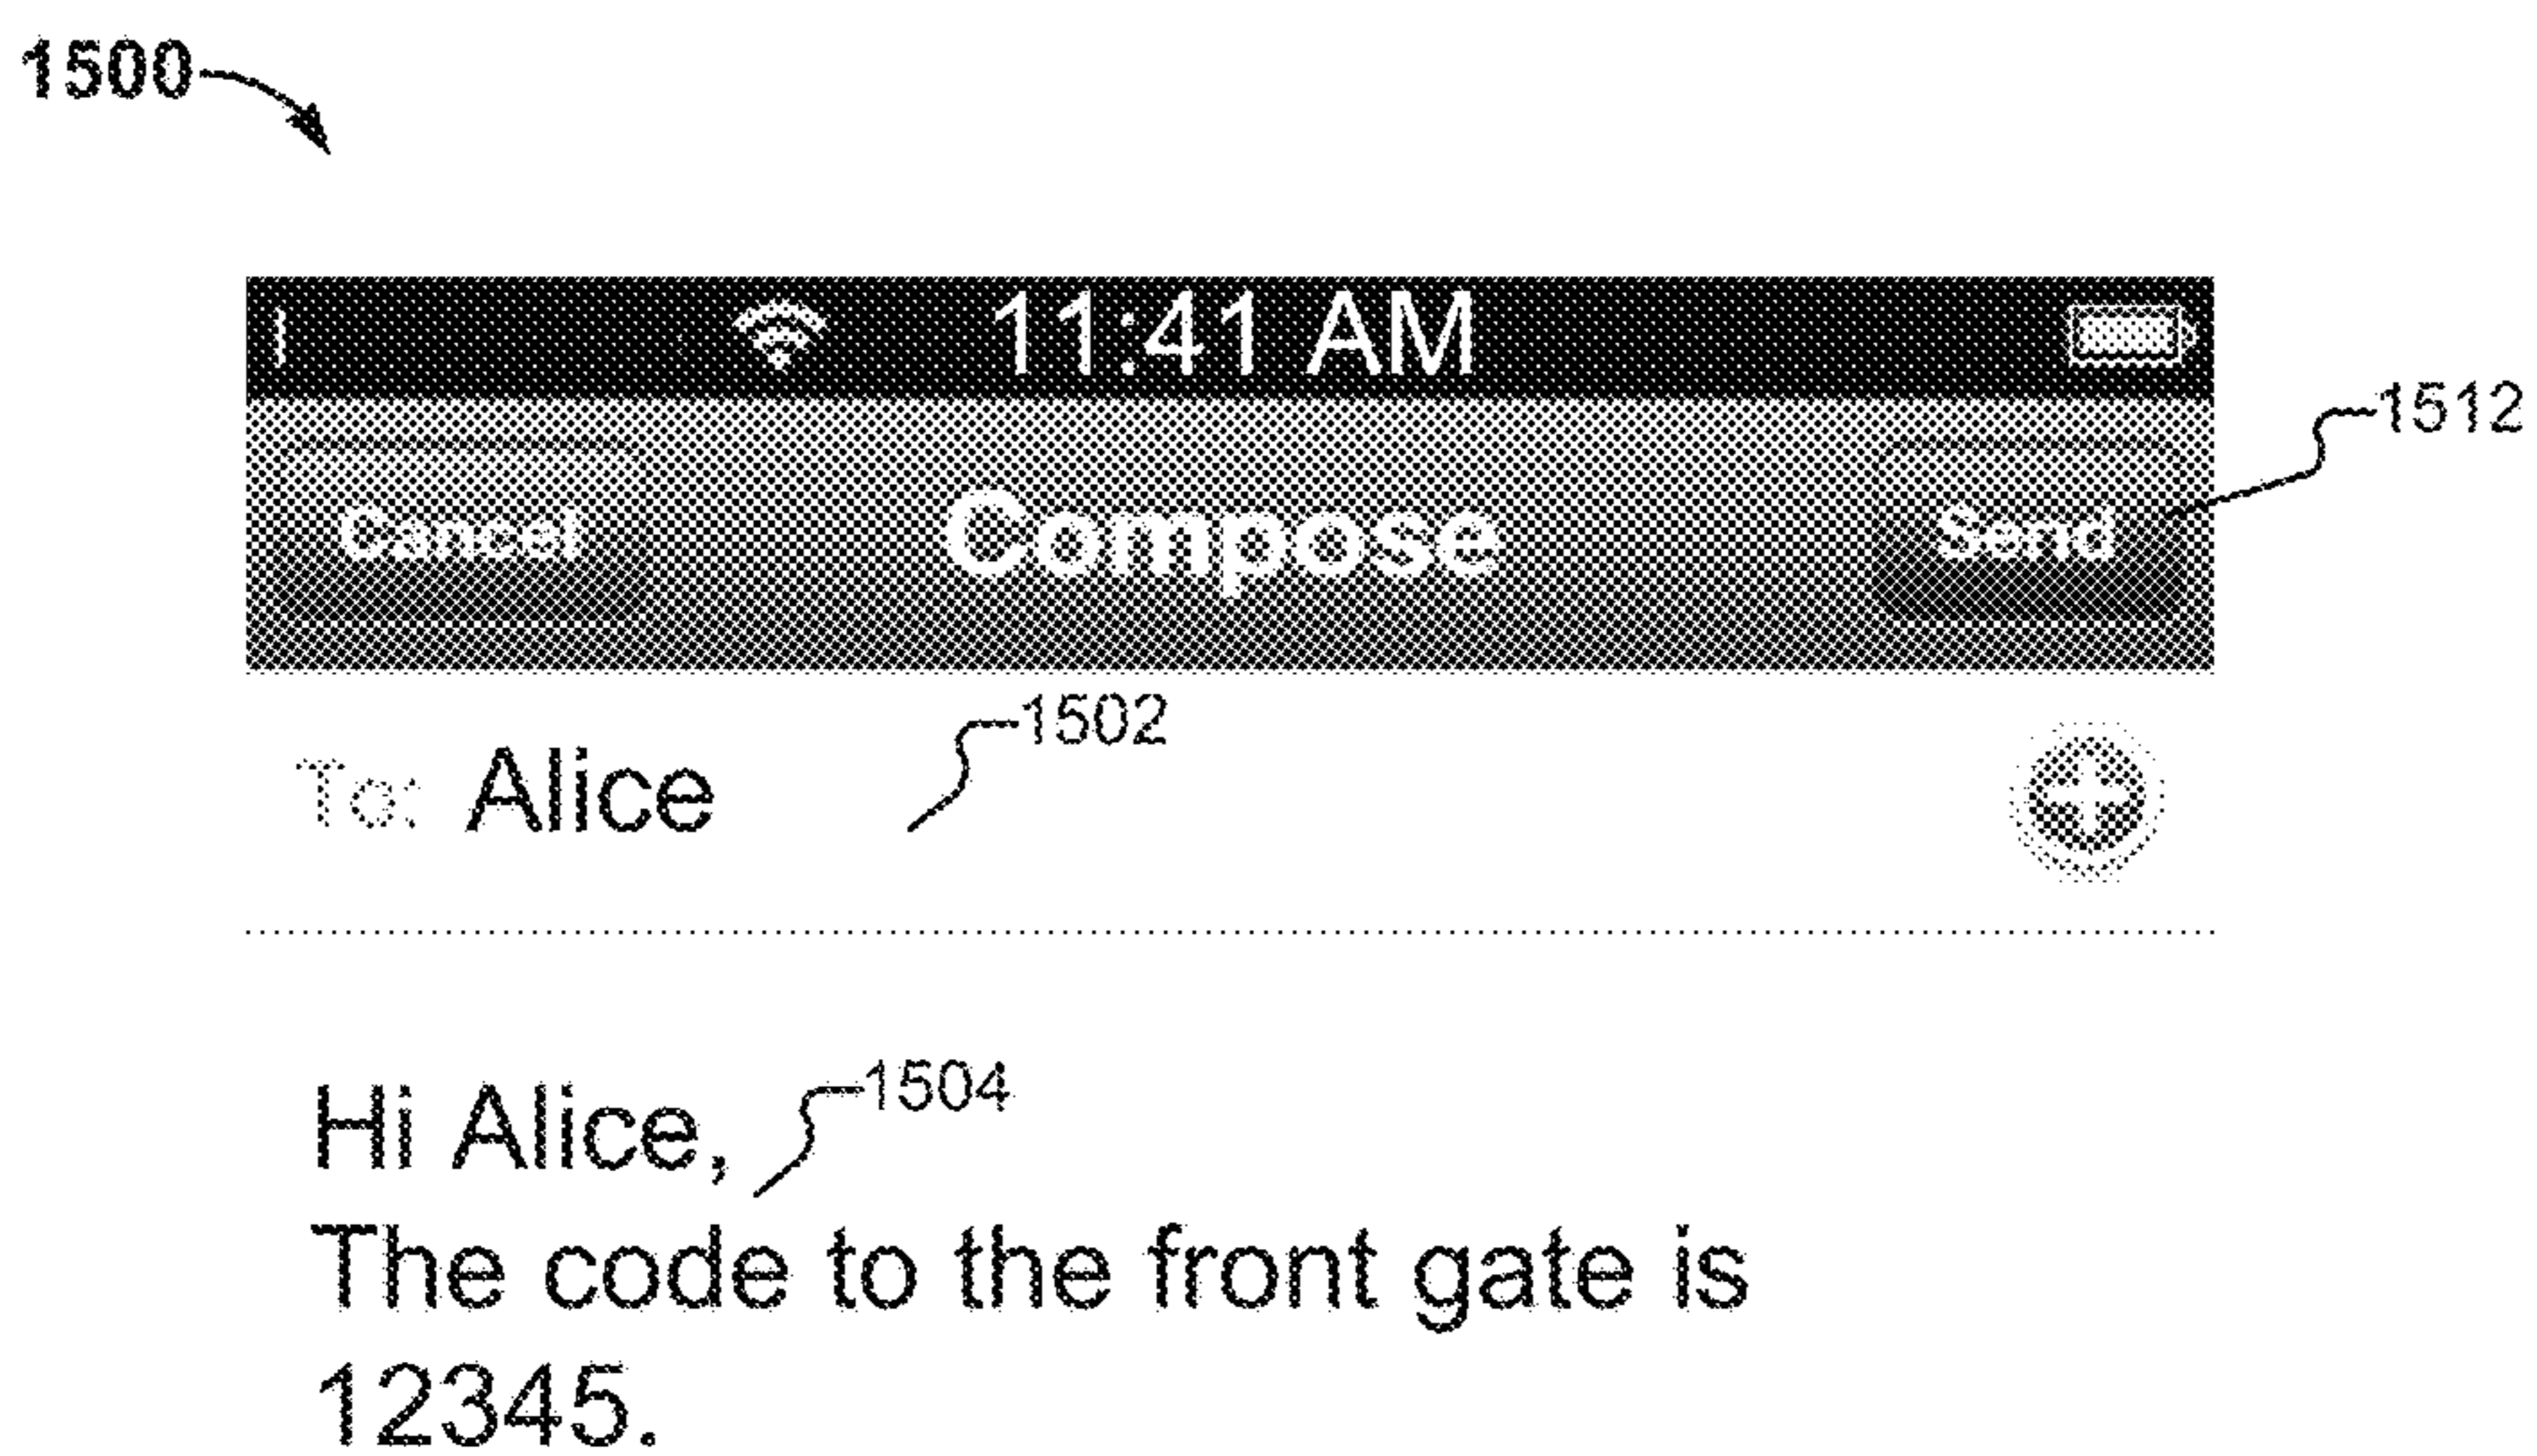 1500
11:41 AM
1512
Cancel Compose Send
1502
To: Alice
1504
Hi Alice,
The code to the front gate is
12345.